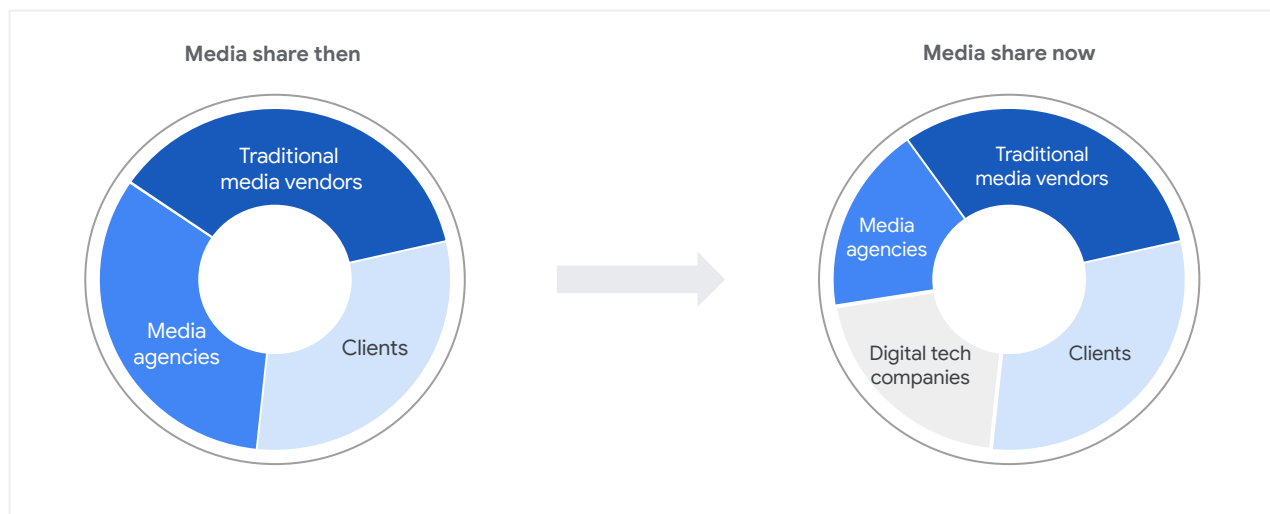 Media share then
Traditional
media vendors
Media
agencies
Clients
Media share now
Traditional
media vendors
Media
agencies
Digital tech
companies
Clients